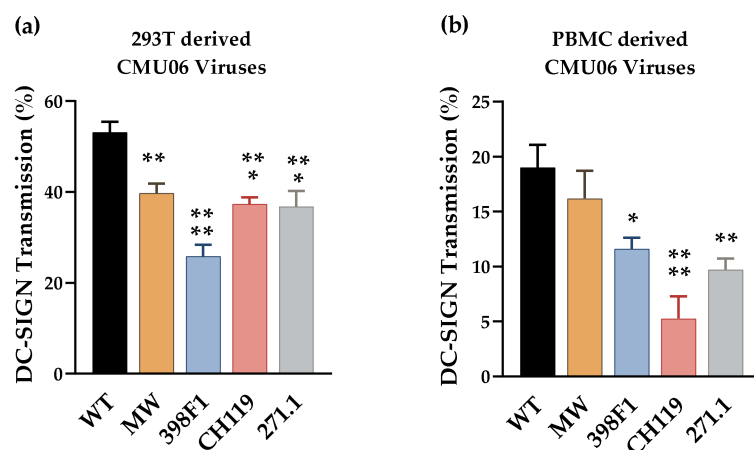 (a)
293T derived
CMU06 Viruses
DC-SIGN Transmission (%)
60
40
20
0
**
**
**
**
*
**
*
WT
MW
398F1
CH119
271.1
(b)
PBMC derived
CMU06 Viruses
DC-SIGN Transmission (%)
25
20
15
10
5
0
*
**
**
**
WT
MW
398F1
CH119
271.1